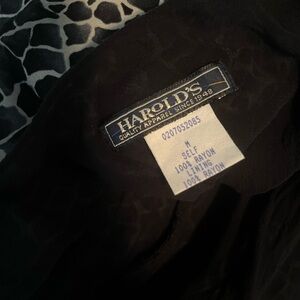 HAROLD'S
QUALITY APPAREL SINCE 1948
0207052085
M
SELF
100% RAYON
LINING
100% RAYON